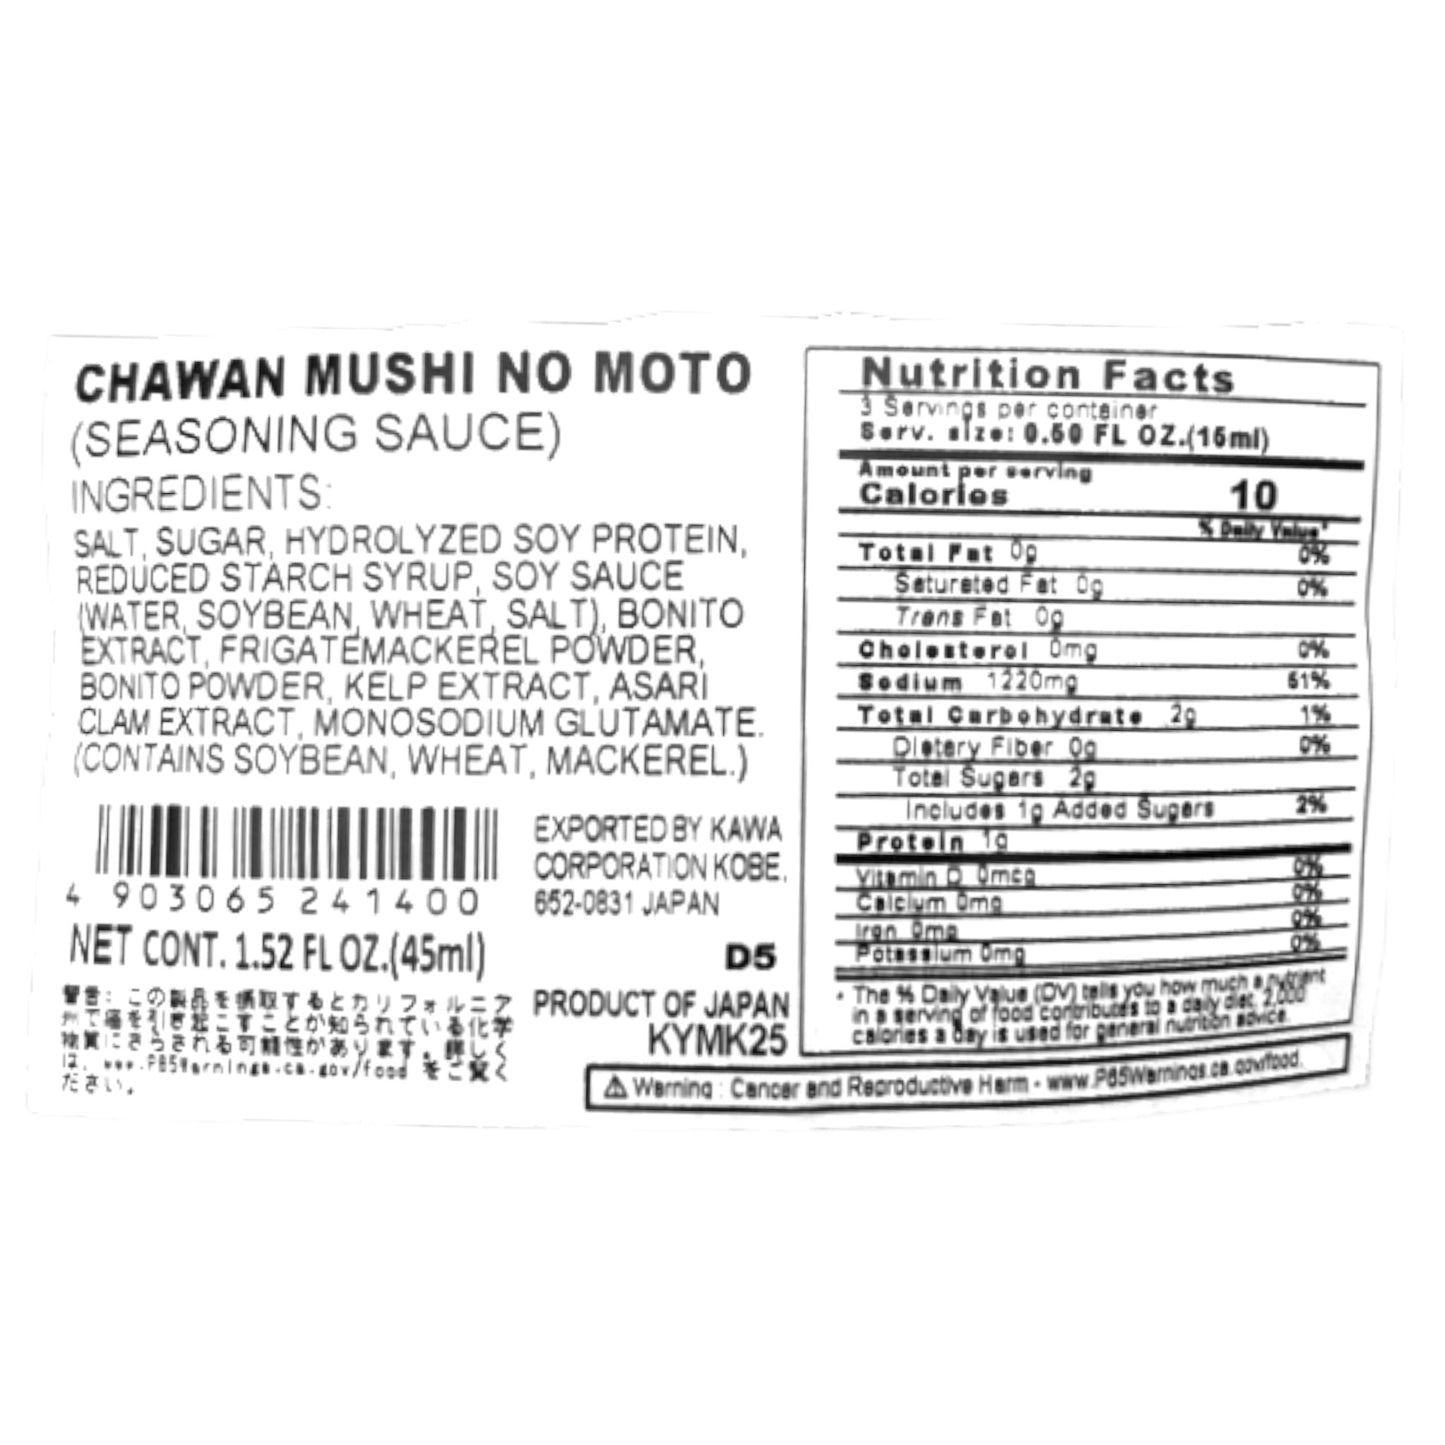 CHAWAN MUSHI NO MOTO
(SEASONING SAUCE)
INGREDIENTS:
SALT, SUGAR, HYDROLYZED SOY PROTEIN,
REDUCED STARCH SYRUP, SOY SAUCE
(WATER, SOYBEAN, WHEAT, SALT), BONITO
EXTRACT, FRIGATEMACKEREL POWDER,
BONITO POWDER, KELP EXTRACT, ASARI
CLAM EXTRACT, MONOSODIUM GLUTAMATE.
(CONTAINS SOYBEAN, WHEAT, MACKEREL.)
4 903065 241400
NET CONT. 1.52 FL OZ.(45ml)
警告: この製品を摂取するとカリフォルニア
州で癌を引き起こすことが知られている化学
物質にさらされる可能性があります。詳しく
は、www.P65Warnings.ca.gov/food をご覧く
ださい。
EXPORTED BY KAWA
CORPORATION KOBE,
652-0831 JAPAN
D5
PRODUCT OF JAPAN
KYMK25
Nutrition Facts
3 Servings per container
Serv. size: 0.50 FL OZ.(15ml)
Amount per serving
Calories 10
% Daily Value*
Total Fat 0g 0%
Saturated Fat 0g 0%
Trans Fat 0g
Cholesterol 0mg 0%
Sodium 1220mg 51%
Total Carbohydrate 2g 1%
Dietary Fiber 0g 0%
Total Sugars 2g
Includes 1g Added Sugars 2%
Protein 1g
Vitamin D 0mcg 0%
Calcium 0mg 0%
Iron 0mg 0%
Potassium 0mg 0%
* The % Daily Value (DV) tells you how much a nutrient
in a serving of food contributes to a daily diet. 2,000
calories a day is used for general nutrition advice.
⚠ Warning : Cancer and Reproductive Harm - www.P65Warnings.ca.gov/food.